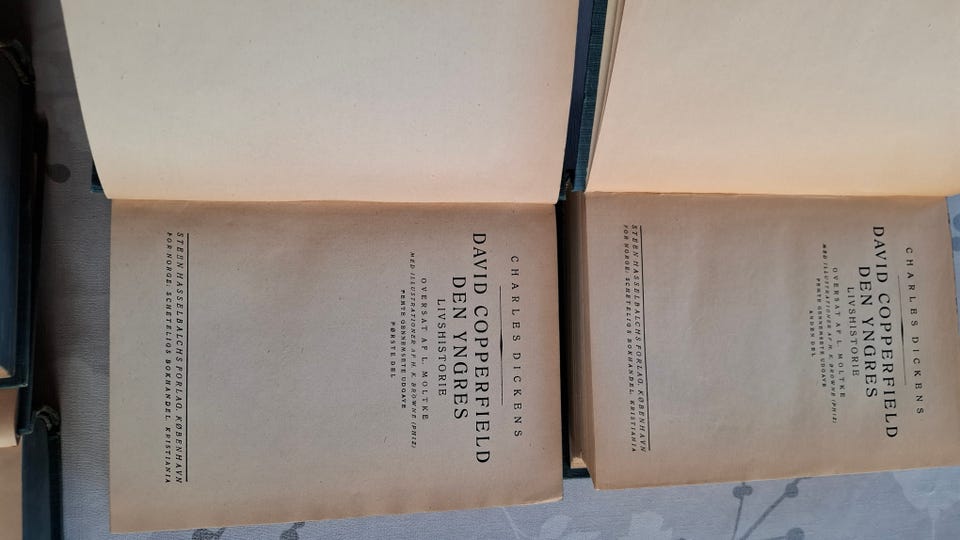 CHARLES DICKENS
DAVID COPPERFIELD
DEN YNGRES
LIVSHISTORIE
OVERSAT AF L. MOLTKE
MED ILLUSTRATIONER AF H. K. BROWNE (PHIZ)
FEMTE GENNEMSETE UDGAVE
FØRSTE DEL
STEEN HASSELBALCHS FORLAG, KØBENHAVN
FOR NORGE: SCHETELIGS BOKHANDEL, KRISTIANIA
CHARLES DICKENS
DAVID COPPERFIELD
DEN YNGRES
LIVSHISTORIE
OVERSAT AF L. MOLTKE
MED ILLUSTRATIONER AF H. K. BROWNE (PHIZ)
FEMTE GENNEMSETE UDGAVE
ANDEN DEL
STEEN HASSELBALCHS FORLAG, KØBENHAVN
FOR NORGE: SCHETELIGS BOKHANDEL, KRISTIANIA